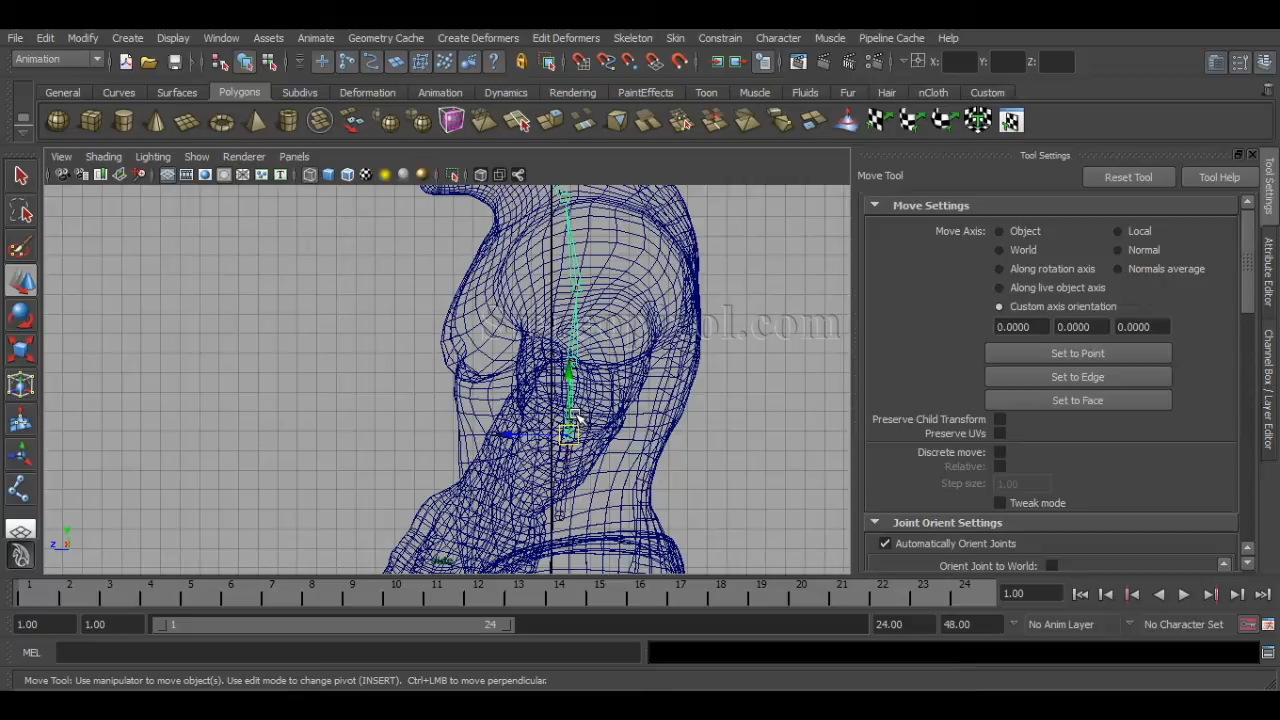 File Edit Modify Create Display Window Assets Animate Geometry Cache Create Deformers Edit Deformers Skeleton Skin Constrain Character Muscle Pipeline Cache Help
Animation X: Y: Z:
General Curves Surfaces Polygons Subdivs Deformation Animation Dynamics Rendering PaintEffects Toon Muscle Fluids Fur Hair nCloth Custom
View Shading Lighting Show Renderer Panels
Tool Settings
Move Tool Reset Tool Tool Help
Move Settings
Move Axis: Object Local
World Normal
Along rotation axis Normals average
Along live object axis
Custom axis orientation
0.0000 0.0000 0.0000
Set to Point
Set to Edge
Set to Face
Preserve Child Transform
Preserve UVs
Discrete move:
Relative:
Step size: 1.00
Tweak mode
Joint Orient Settings
Automatically Orient Joints
Orient Joint to World:
Tool Settings
Attribute Editor
Channel Box / Layer Editor
y
z x
1 2 3 4 5 6 7 8 9 10 11 12 13 14 15 16 17 18 19 20 21 22 23 24 1.00
1.00 1.00 1 24 24.00 48.00 No Anim Layer No Character Set
MEL
Move Tool: Use manipulator to move object(s). Use edit mode to change pivot (INSERT). Ctrl+LMB to move perpendicular.